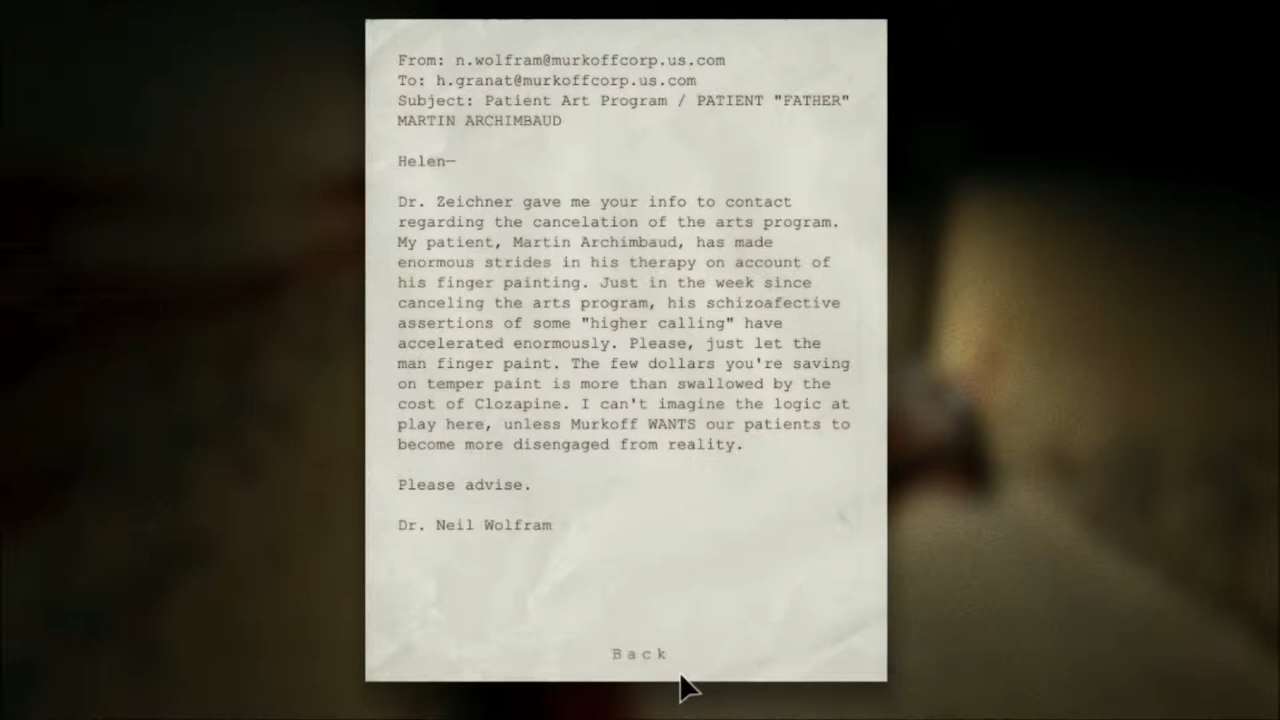 From: n.wolfram@murkoffcorp.us.com
To: h.granat@murkoffcorp.us.com
Subject: Patient Art Program / PATIENT "FATHER"
MARTIN ARCHIMBAUD
Helen—
Dr. Zeichner gave me your info to contact
regarding the cancelation of the arts program.
My patient, Martin Archimbaud, has made
enormous strides in his therapy on account of
his finger painting. Just in the week since
canceling the arts program, his schizoafective
assertions of some "higher calling" have
accelerated enormously. Please, just let the
man finger paint. The few dollars you're saving
on temper paint is more than swallowed by the
cost of Clozapine. I can't imagine the logic at
play here, unless Murkoff WANTS our patients to
become more disengaged from reality.
Please advise.
Dr. Neil Wolfram
Back